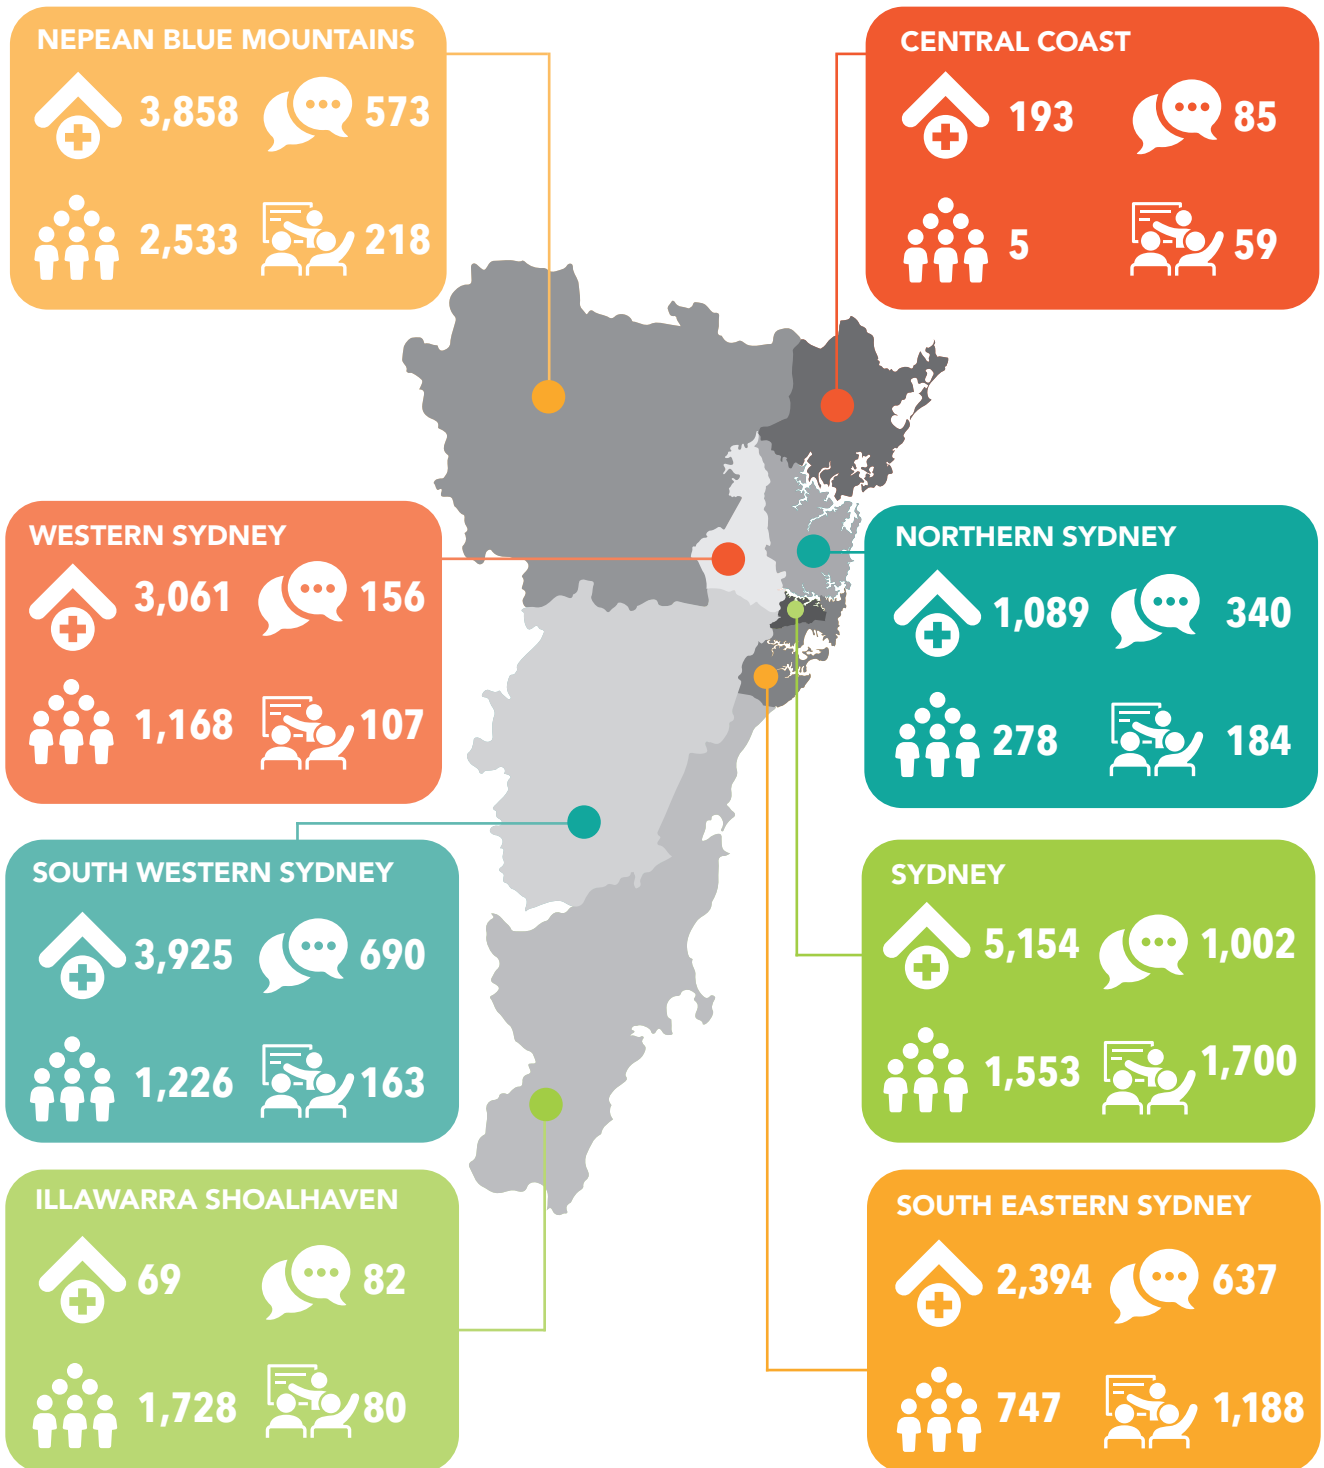 NEPEAN BLUE MOUNTAINS
3,858 573
2,533 218
CENTRAL COAST
193 85
5 59
WESTERN SYDNEY
3,061 156
1,168 107
NORTHERN SYDNEY
1,089 340
278 184
SOUTH WESTERN SYDNEY
3,925 690
1,226 163
SYDNEY
5,154 1,002
1,553 1,700
ILLAWARRA SHOALHAVEN
69 82
1,728 80
SOUTH EASTERN SYDNEY
2,394 637
747 1,188